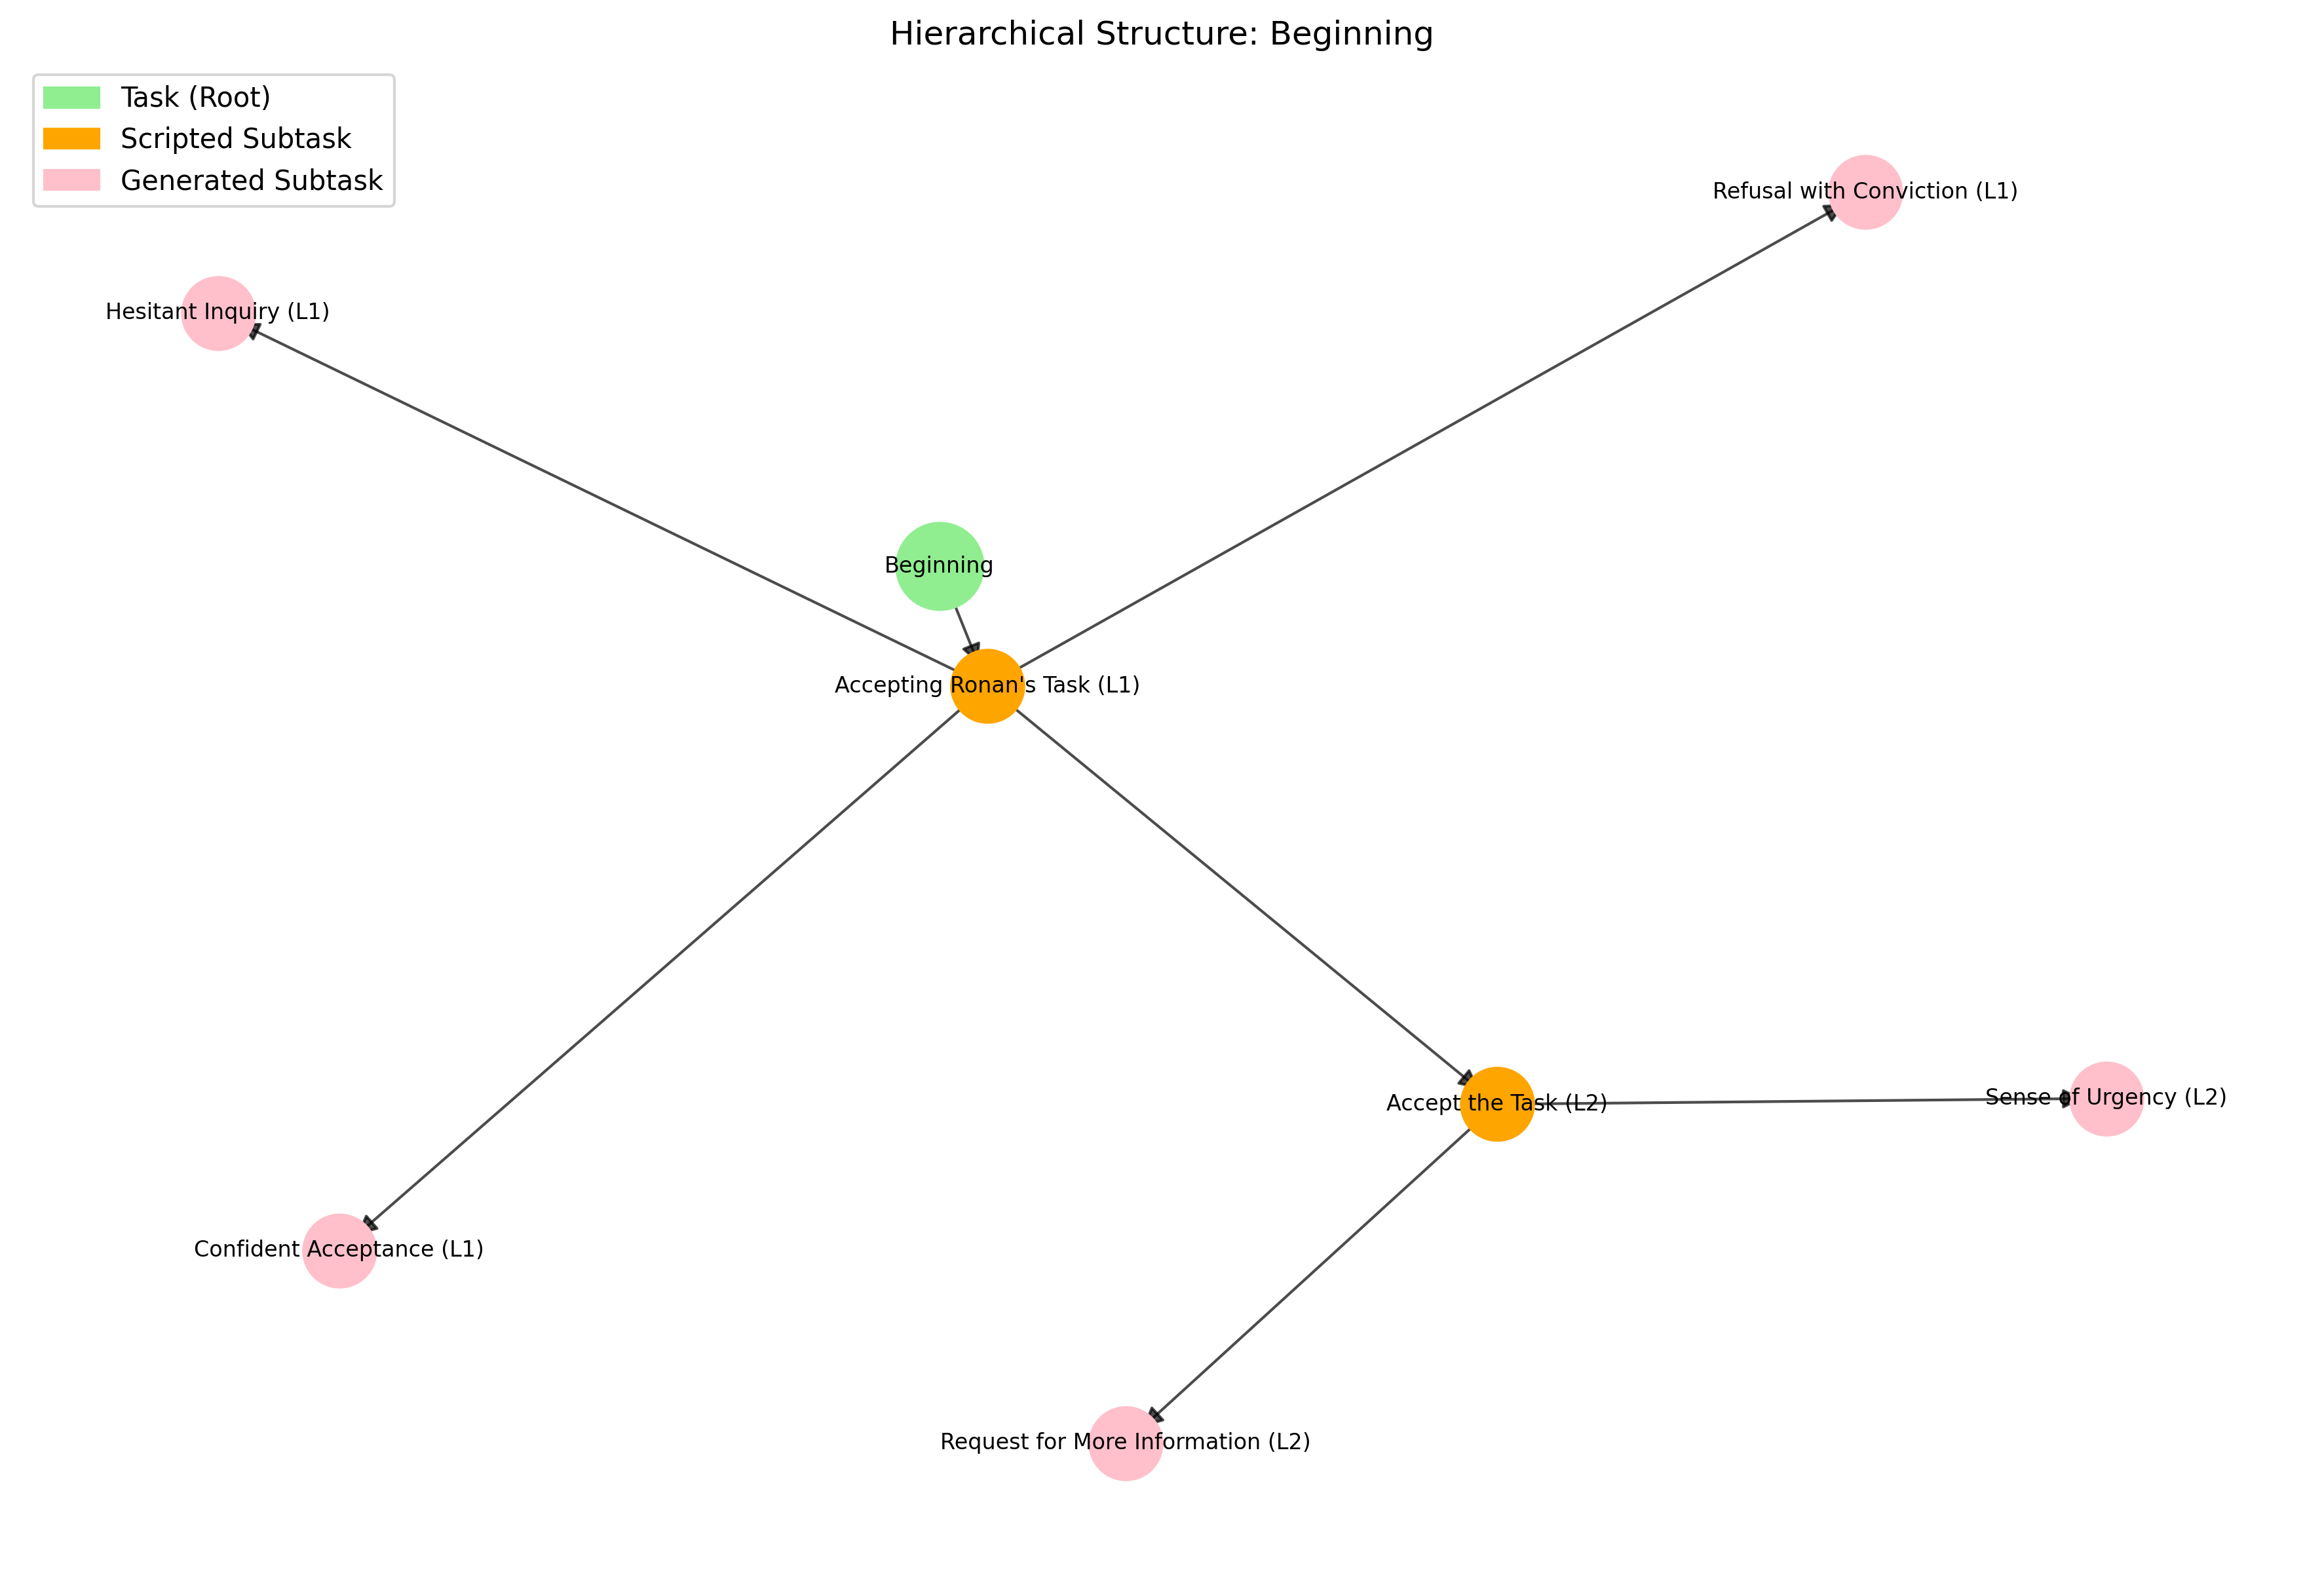 Hierarchical Structure: Beginning
Task (Root)
Scripted Subtask
Generated Subtask
Refusal with Conviction (L1)
Hesitant Inquiry (L1)
Beginning
Accepting Ronan's Task (L1)
Accept the Task (L2)
Sense of Urgency (L2)
Confident Acceptance (L1)
Request for More Information (L2)